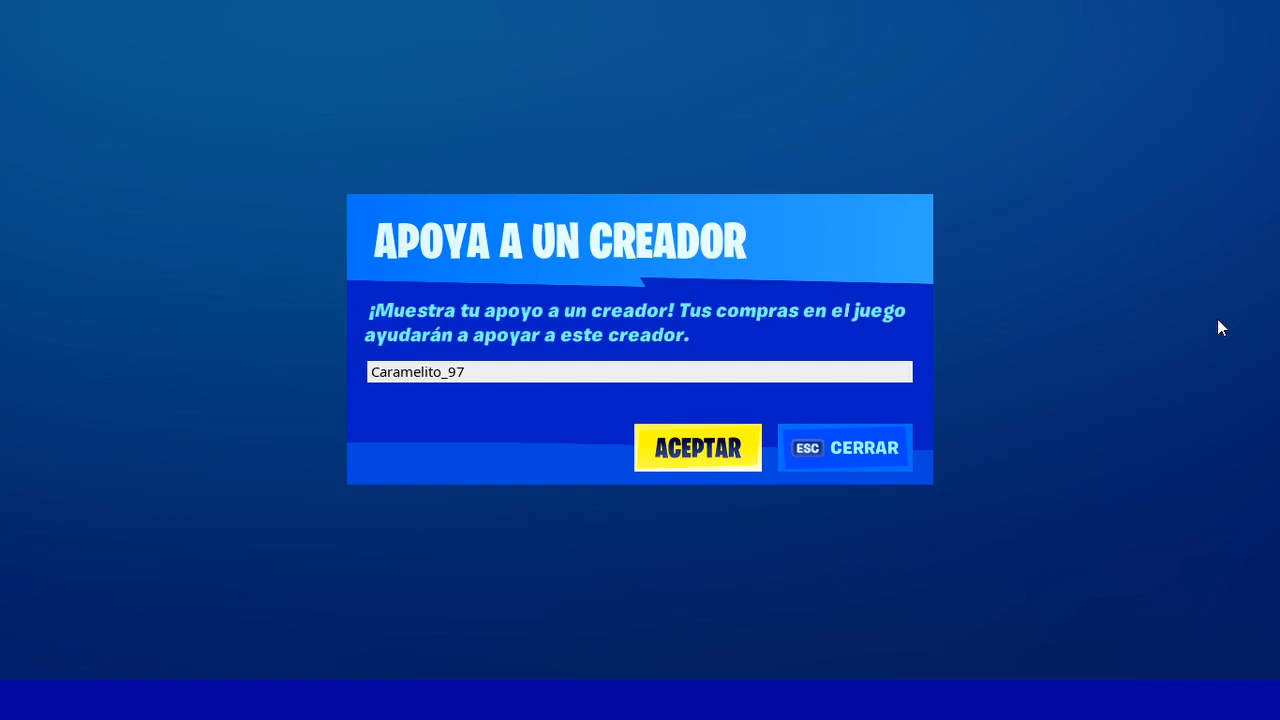 APOYA A UN CREADOR
¡Muestra tu apoyo a un creador! Tus compras en el juego
ayudarán a apoyar a este creador.
Caramelito_97
ACEPTAR
ESC CERRAR